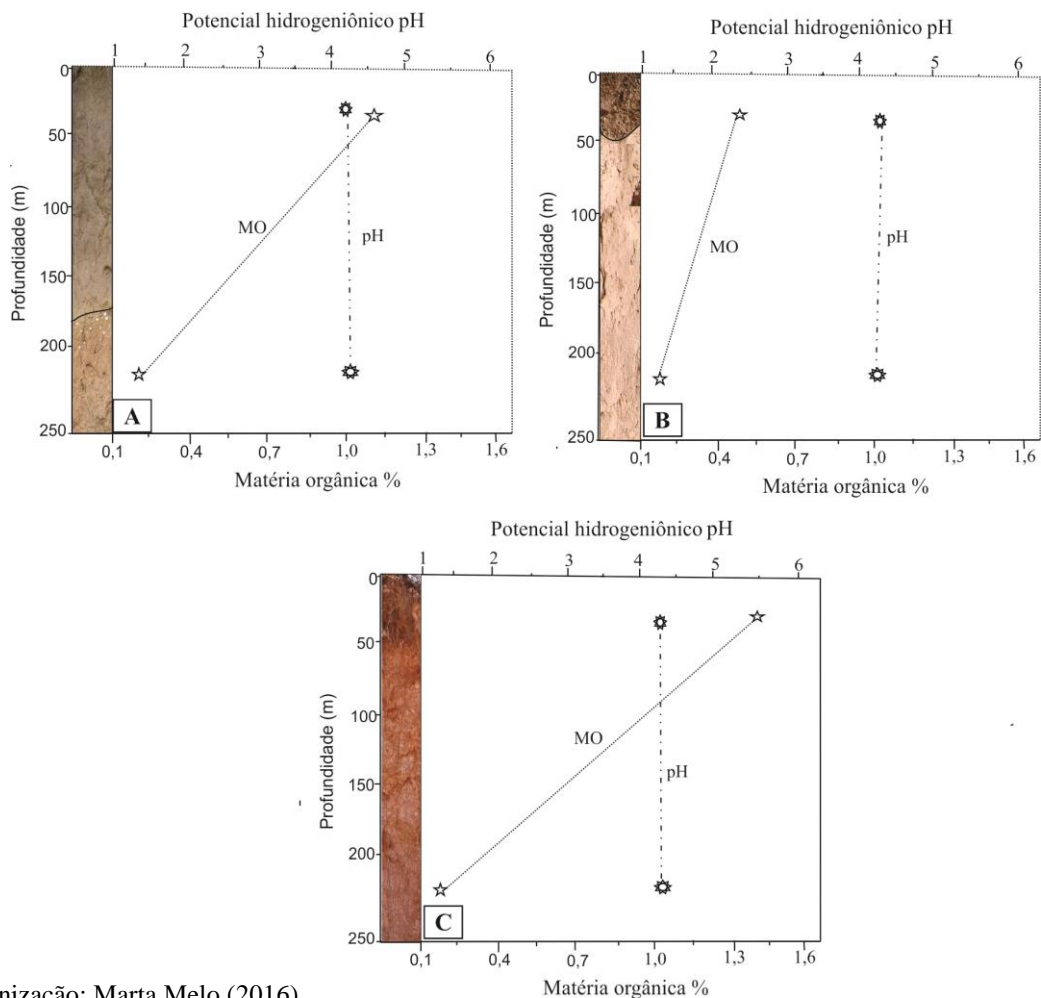 Potencial hidrogeniônico pH
1 2 3 4 5 6
Profundidade (m)
0
50
100
150
200
250
MO
pH
A
0,1 0,4 0,7 1,0 1,3 1,6
Matéria orgânica %
Potencial hidrogeniônico pH
1 2 3 4 5 6
Profundidade (m)
0
50
100
150
200
250
MO
pH
B
0,1 0,4 0,7 1,0 1,3 1,6
Matéria orgânica %
Potencial hidrogeniônico pH
1 2 3 4 5 6
Profundidade (m)
0
50
100
150
200
250
MO
pH
C
0,1 0,4 0,7 1,0 1,3 1,6
Matéria orgânica %
nização: Marta Melo (2016)